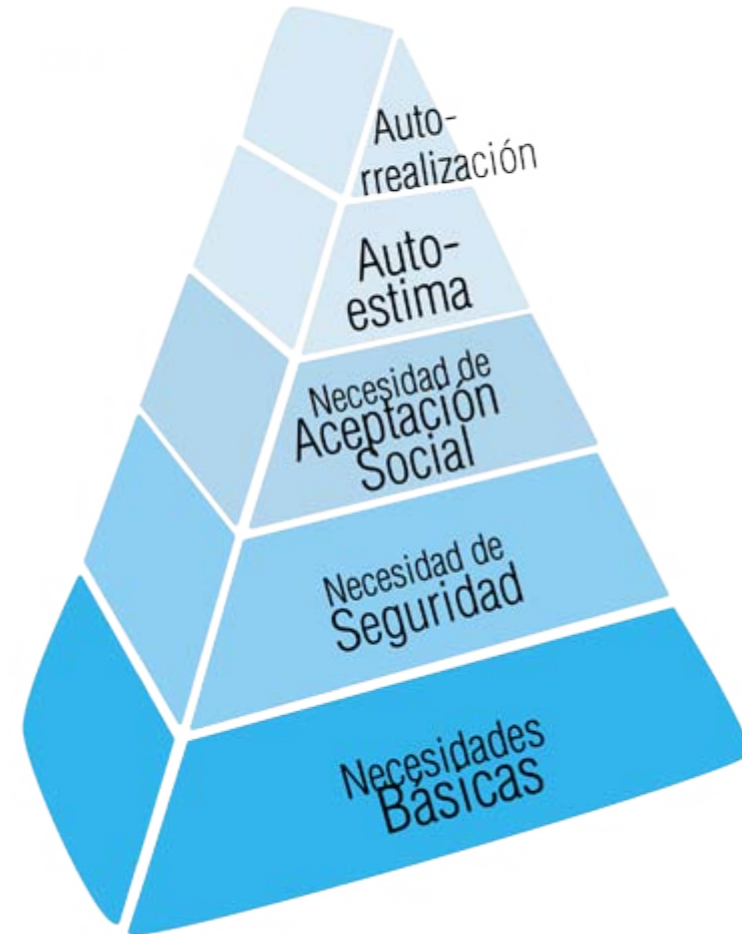 Auto-
rrealización
Auto-
estima
Necesidad de
Aceptación
Social
Necesidad de
Seguridad
Necesidades
Básicas